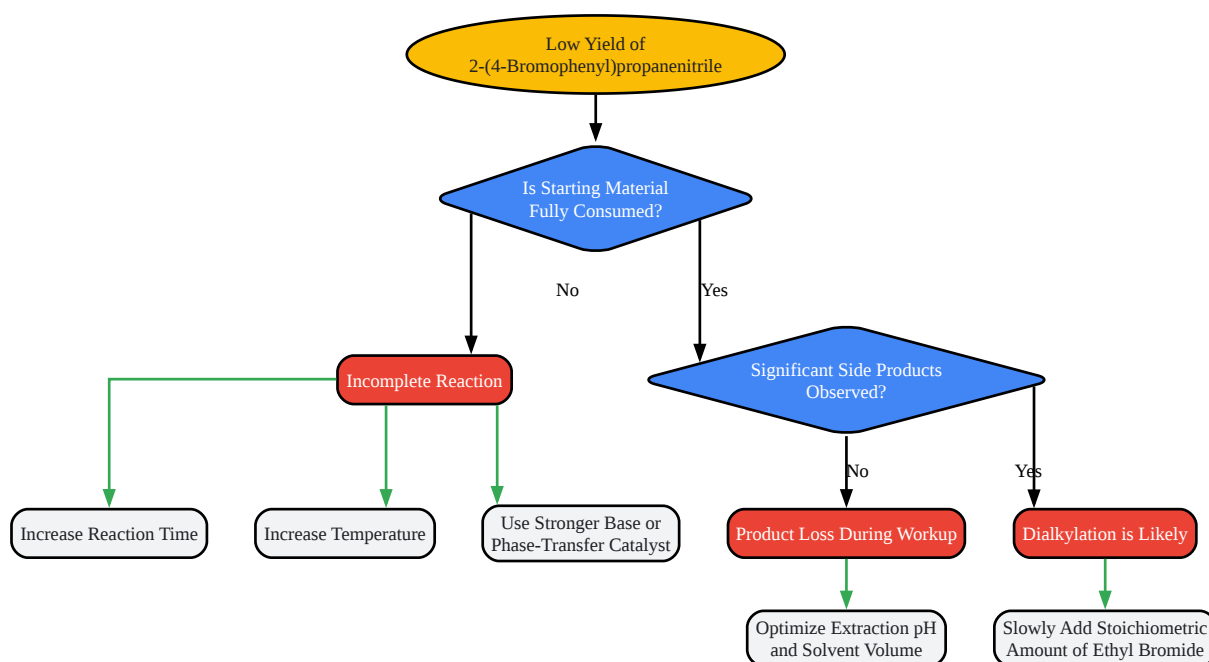 Low Yield of
2-(4-Bromophenyl)propanenitrile
Is Starting Material
Fully Consumed?
No
Yes
Incomplete Reaction
Significant Side Products
Observed?
No
Yes
Increase Reaction Time
Increase Temperature
Use Stronger Base or
Phase-Transfer Catalyst
Product Loss During Workup
Dialkylation is Likely
Optimize Extraction pH
and Solvent Volume
Slowly Add Stoichiometric
Amount of Ethyl Bromide